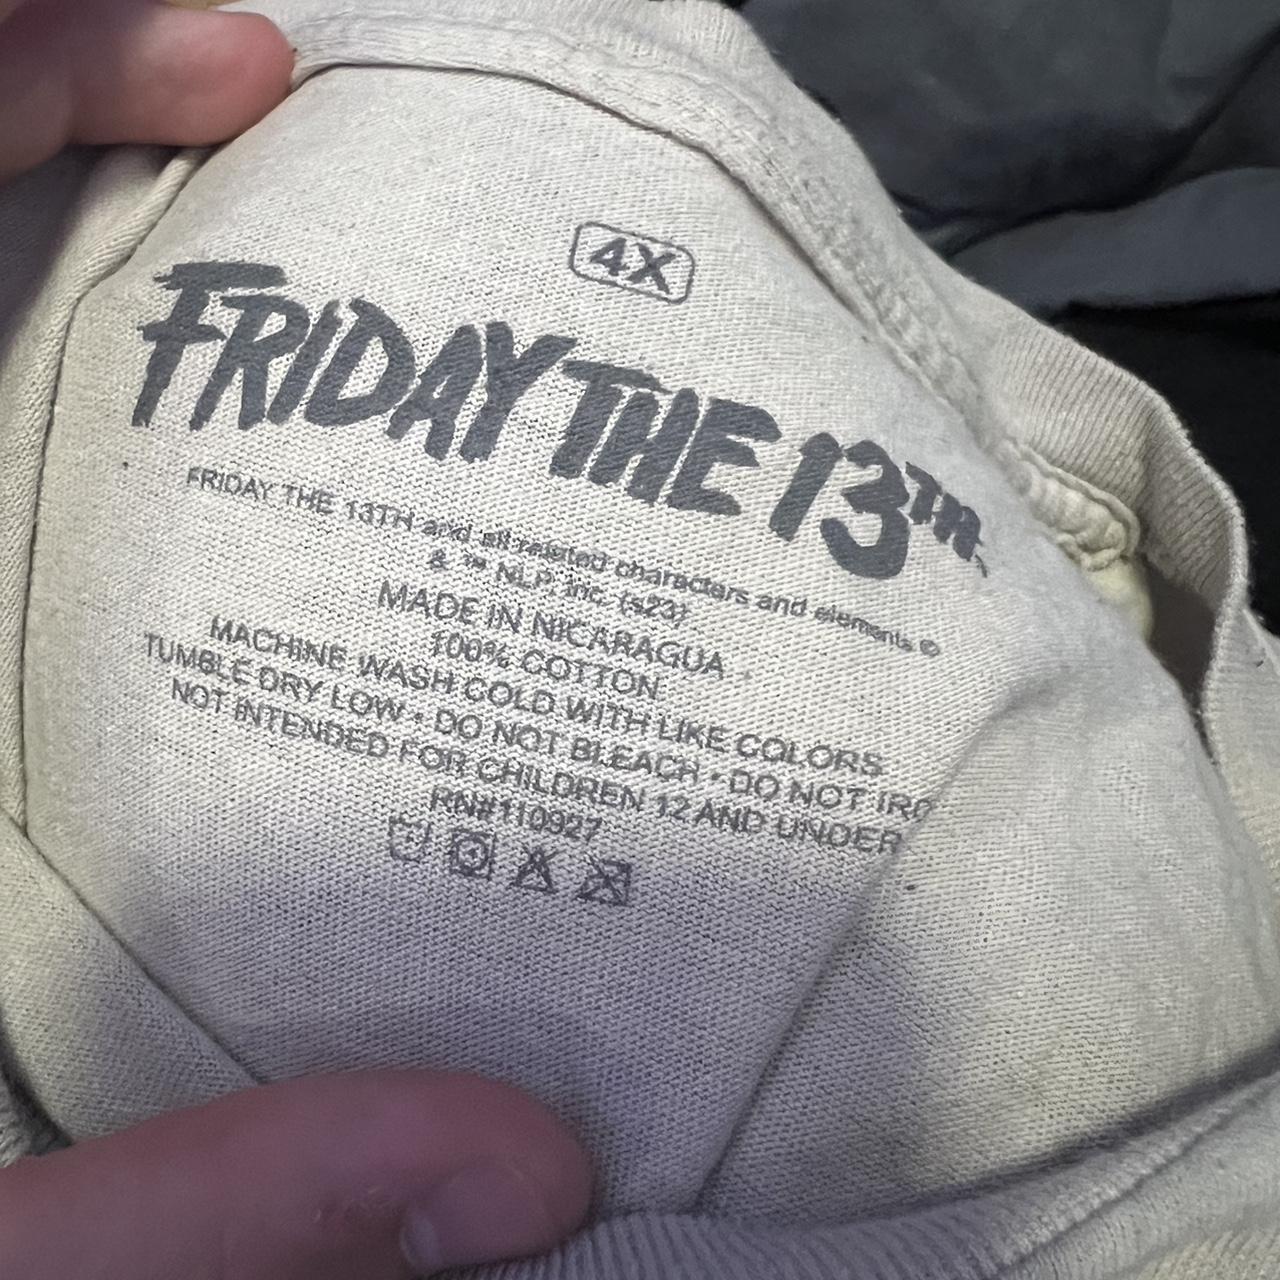 4X
FRIDAY THE 13TH
FRIDAY THE 13TH and all related characters and elements ©
& ™ NLP, Inc. (s23)
MADE IN NICARAGUA
100% COTTON
MACHINE WASH COLD WITH LIKE COLORS
TUMBLE DRY LOW • DO NOT BLEACH • DO NOT IRO
NOT INTENDED FOR CHILDREN 12 AND UNDER
RN#110927